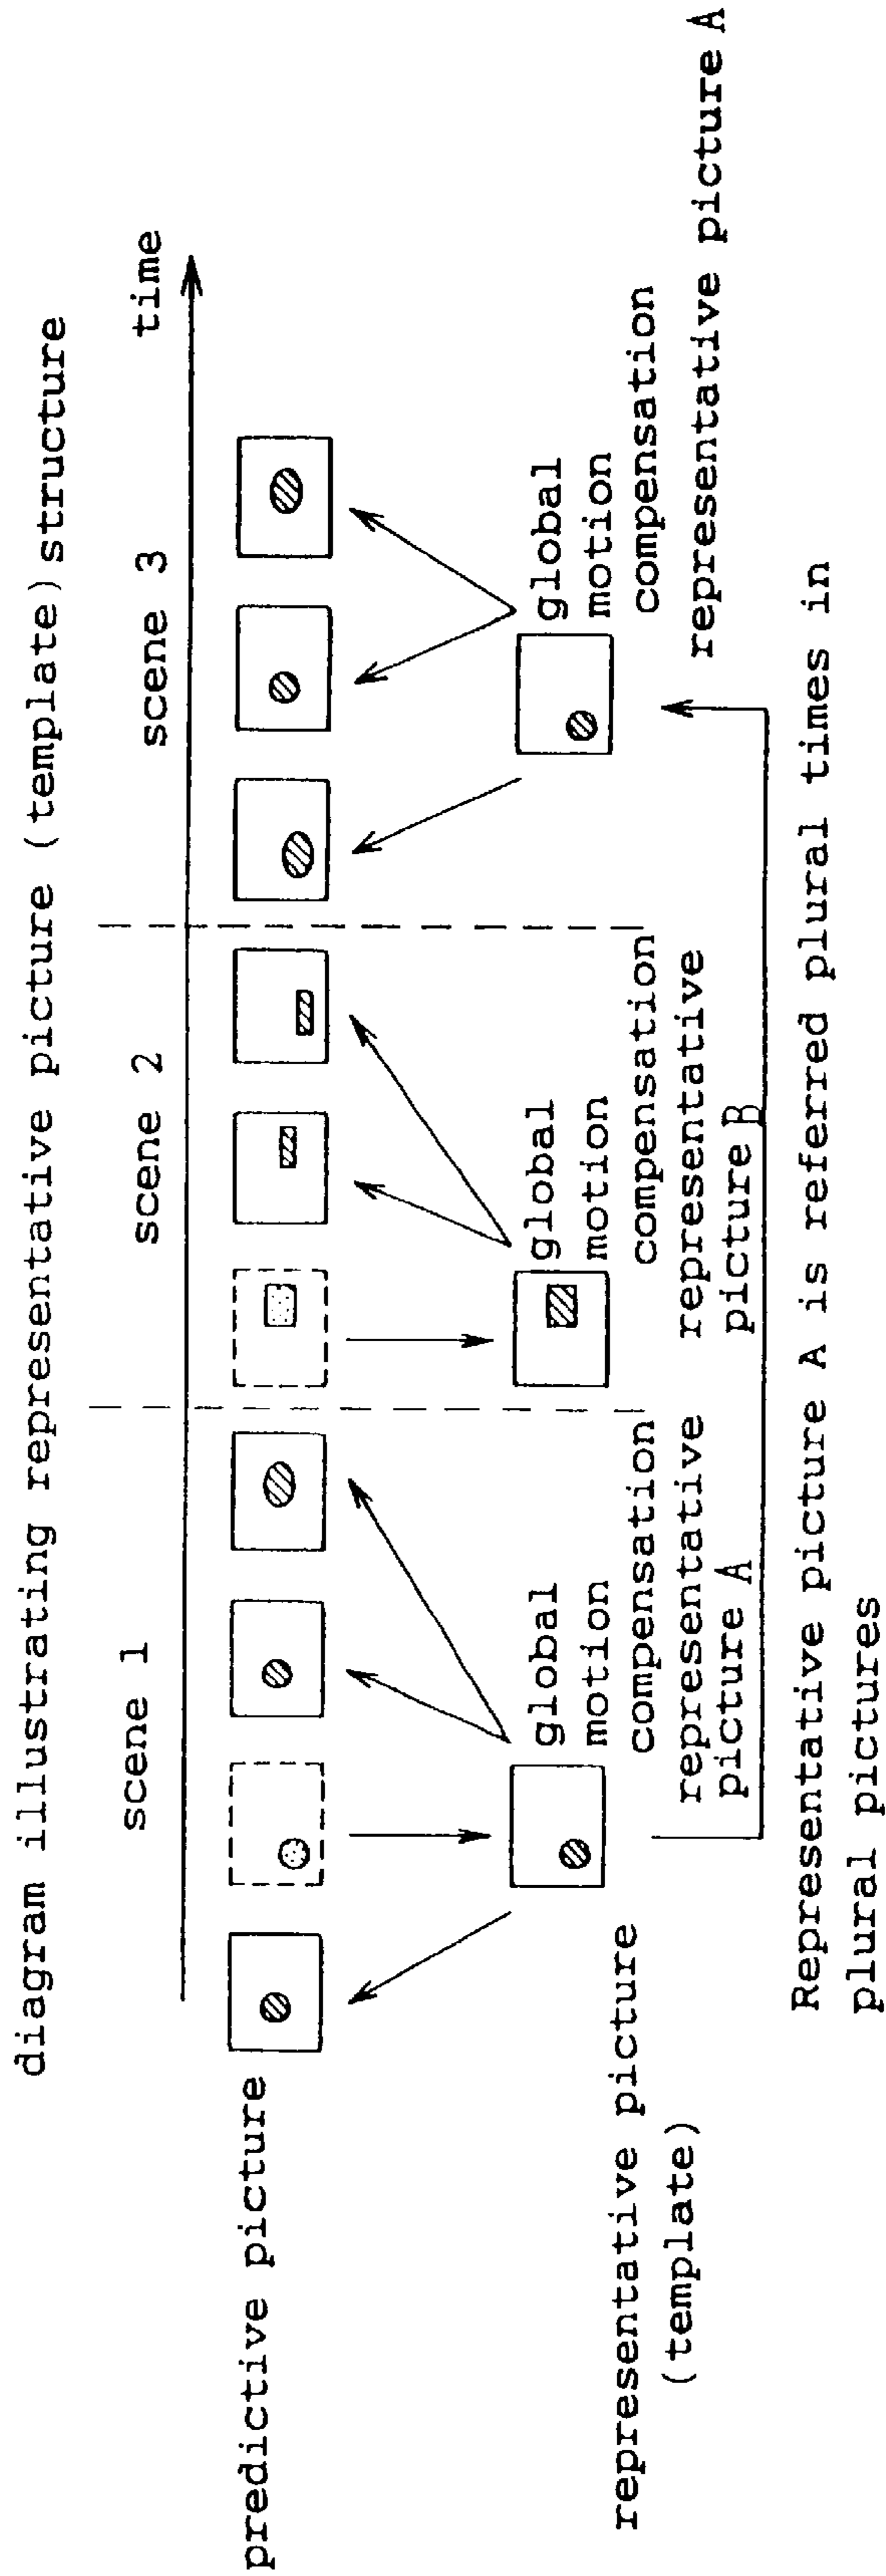 diagram illustrating representative picture (template) structure
time
scene 1
scene 2
scene 3
predictive picture
global
motion
compensation
representative
picture A
global
motion
compensation
representative
picture B
global
motion
compensation
representative picture A
representative picture
(template)
Representative picture A is referred plural times in
plural pictures